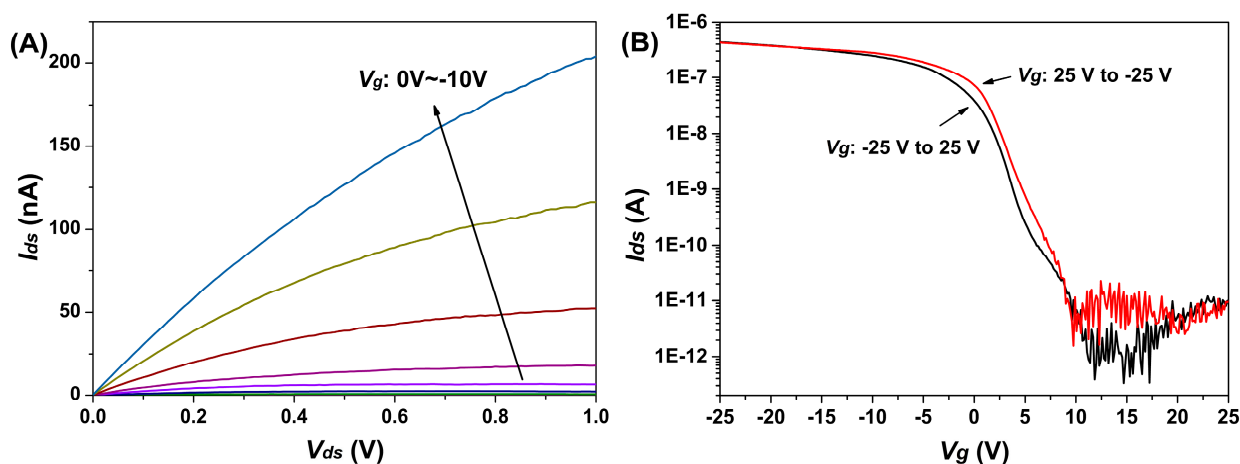 (A)
200
150
100
50
0
Ids (nA)
Vg: 0V~-10V
0.0 0.2 0.4 0.6 0.8 1.0
Vds (V)
(B)
1E-6
1E-7
1E-8
1E-9
1E-10
1E-11
1E-12
Ids (A)
Vg: 25 V to -25 V
Vg: -25 V to 25 V
-25 -20 -15 -10 -5 0 5 10 15 20 25
Vg (V)